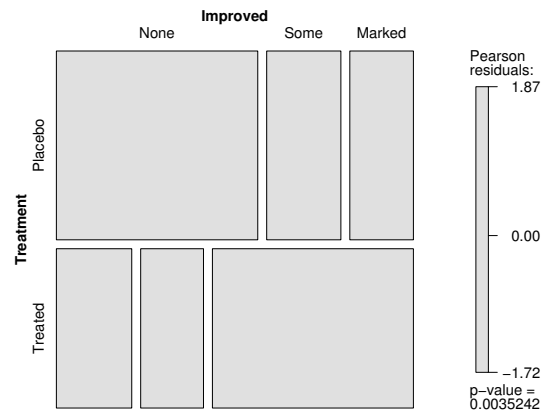 Improved
None Some Marked
Treatment
Placebo
Treated
Pearson
residuals:
1.87
0.00
−1.72
p−value =
0.0035242